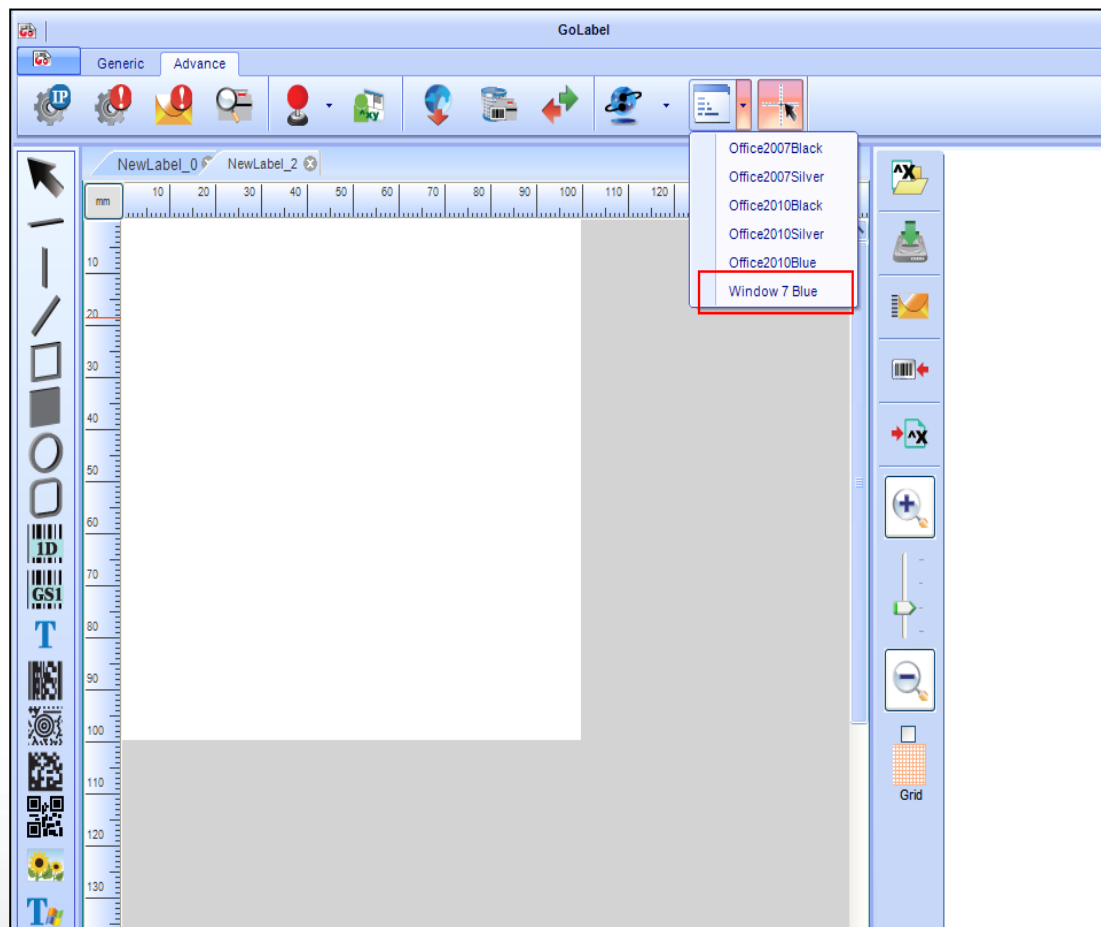 GoLabel
Generic Advance
IP
^xy
NewLabel_0 NewLabel_2
mm 10 20 30 40 50 60 70 80 90 100 110 120
Office2007Black
Office2007Silver
Office2010Black
Office2010Silver
Office2010Blue
Window 7 Blue
10
20
30
40
50
60
70
80
90
100
110
120
130
1D
GS1
T
T
^X
^X
Grid